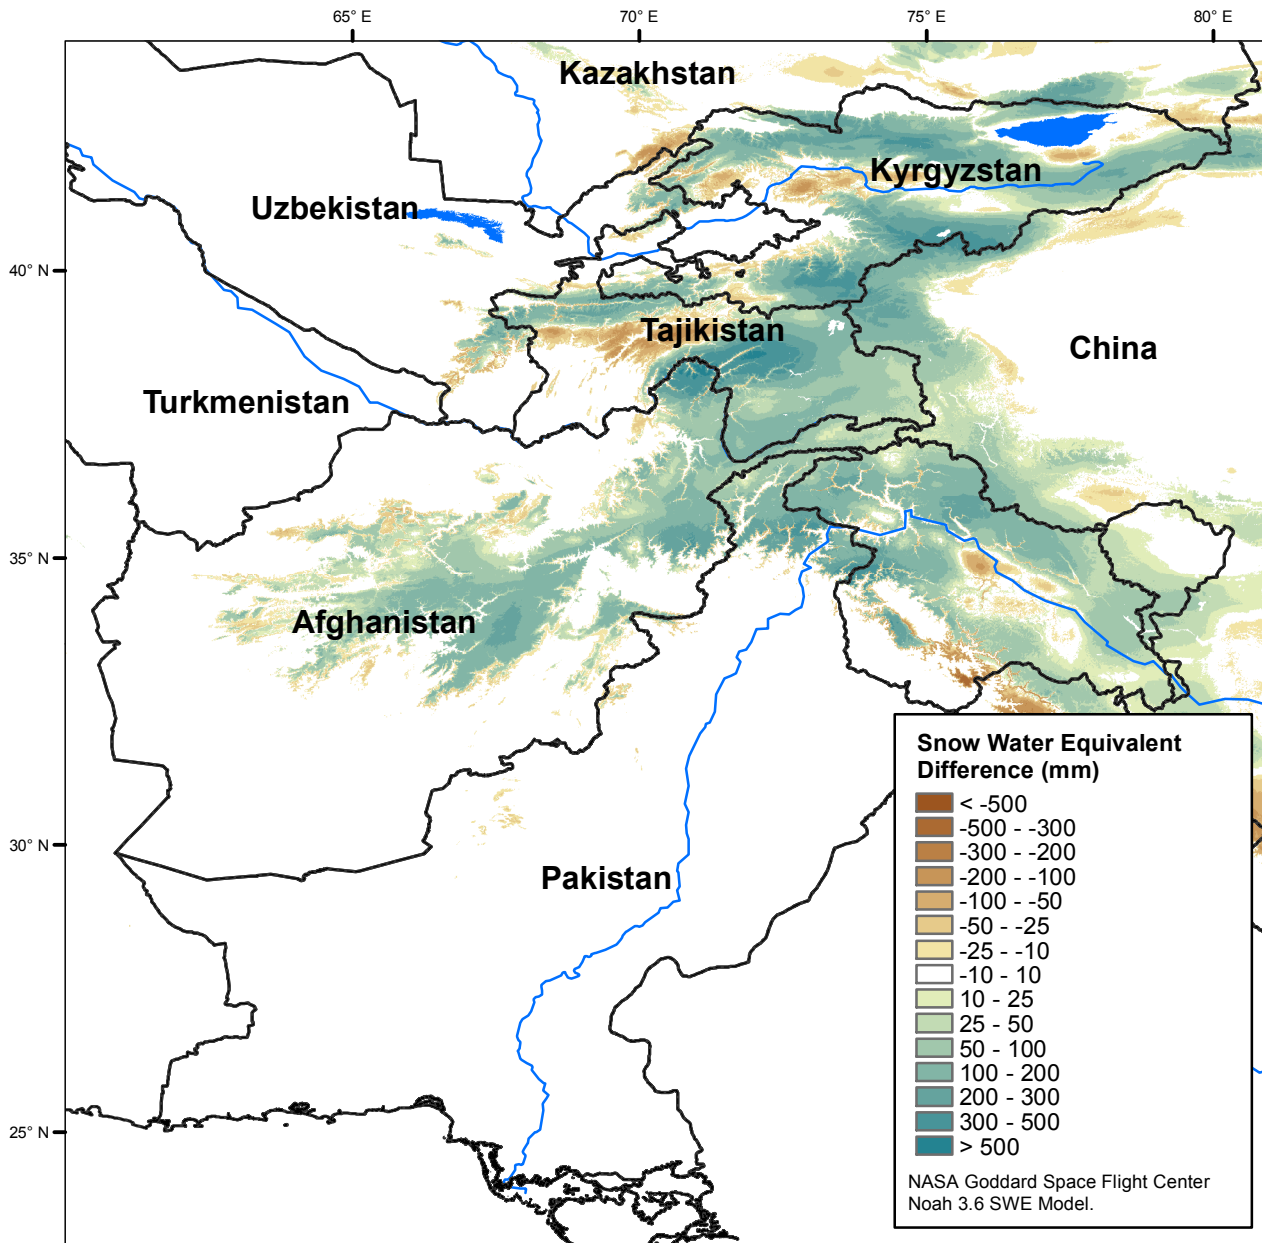 65° E
70° E
75° E
80° E
Kazakhstan
Kyrgyzstan
Uzbekistan
40° N
Tajikistan
China
Turkmenistan
35° N
Afghanistan
30° N
Pakistan
25° N
Snow Water Equivalent
Difference (mm)
< -500
-500 - -300
-300 - -200
-200 - -100
-100 - -50
-50 - -25
-25 - -10
-10 - 10
10 - 25
25 - 50
50 - 100
100 - 200
200 - 300
300 - 500
> 500
NASA Goddard Space Flight Center
Noah 3.6 SWE Model.